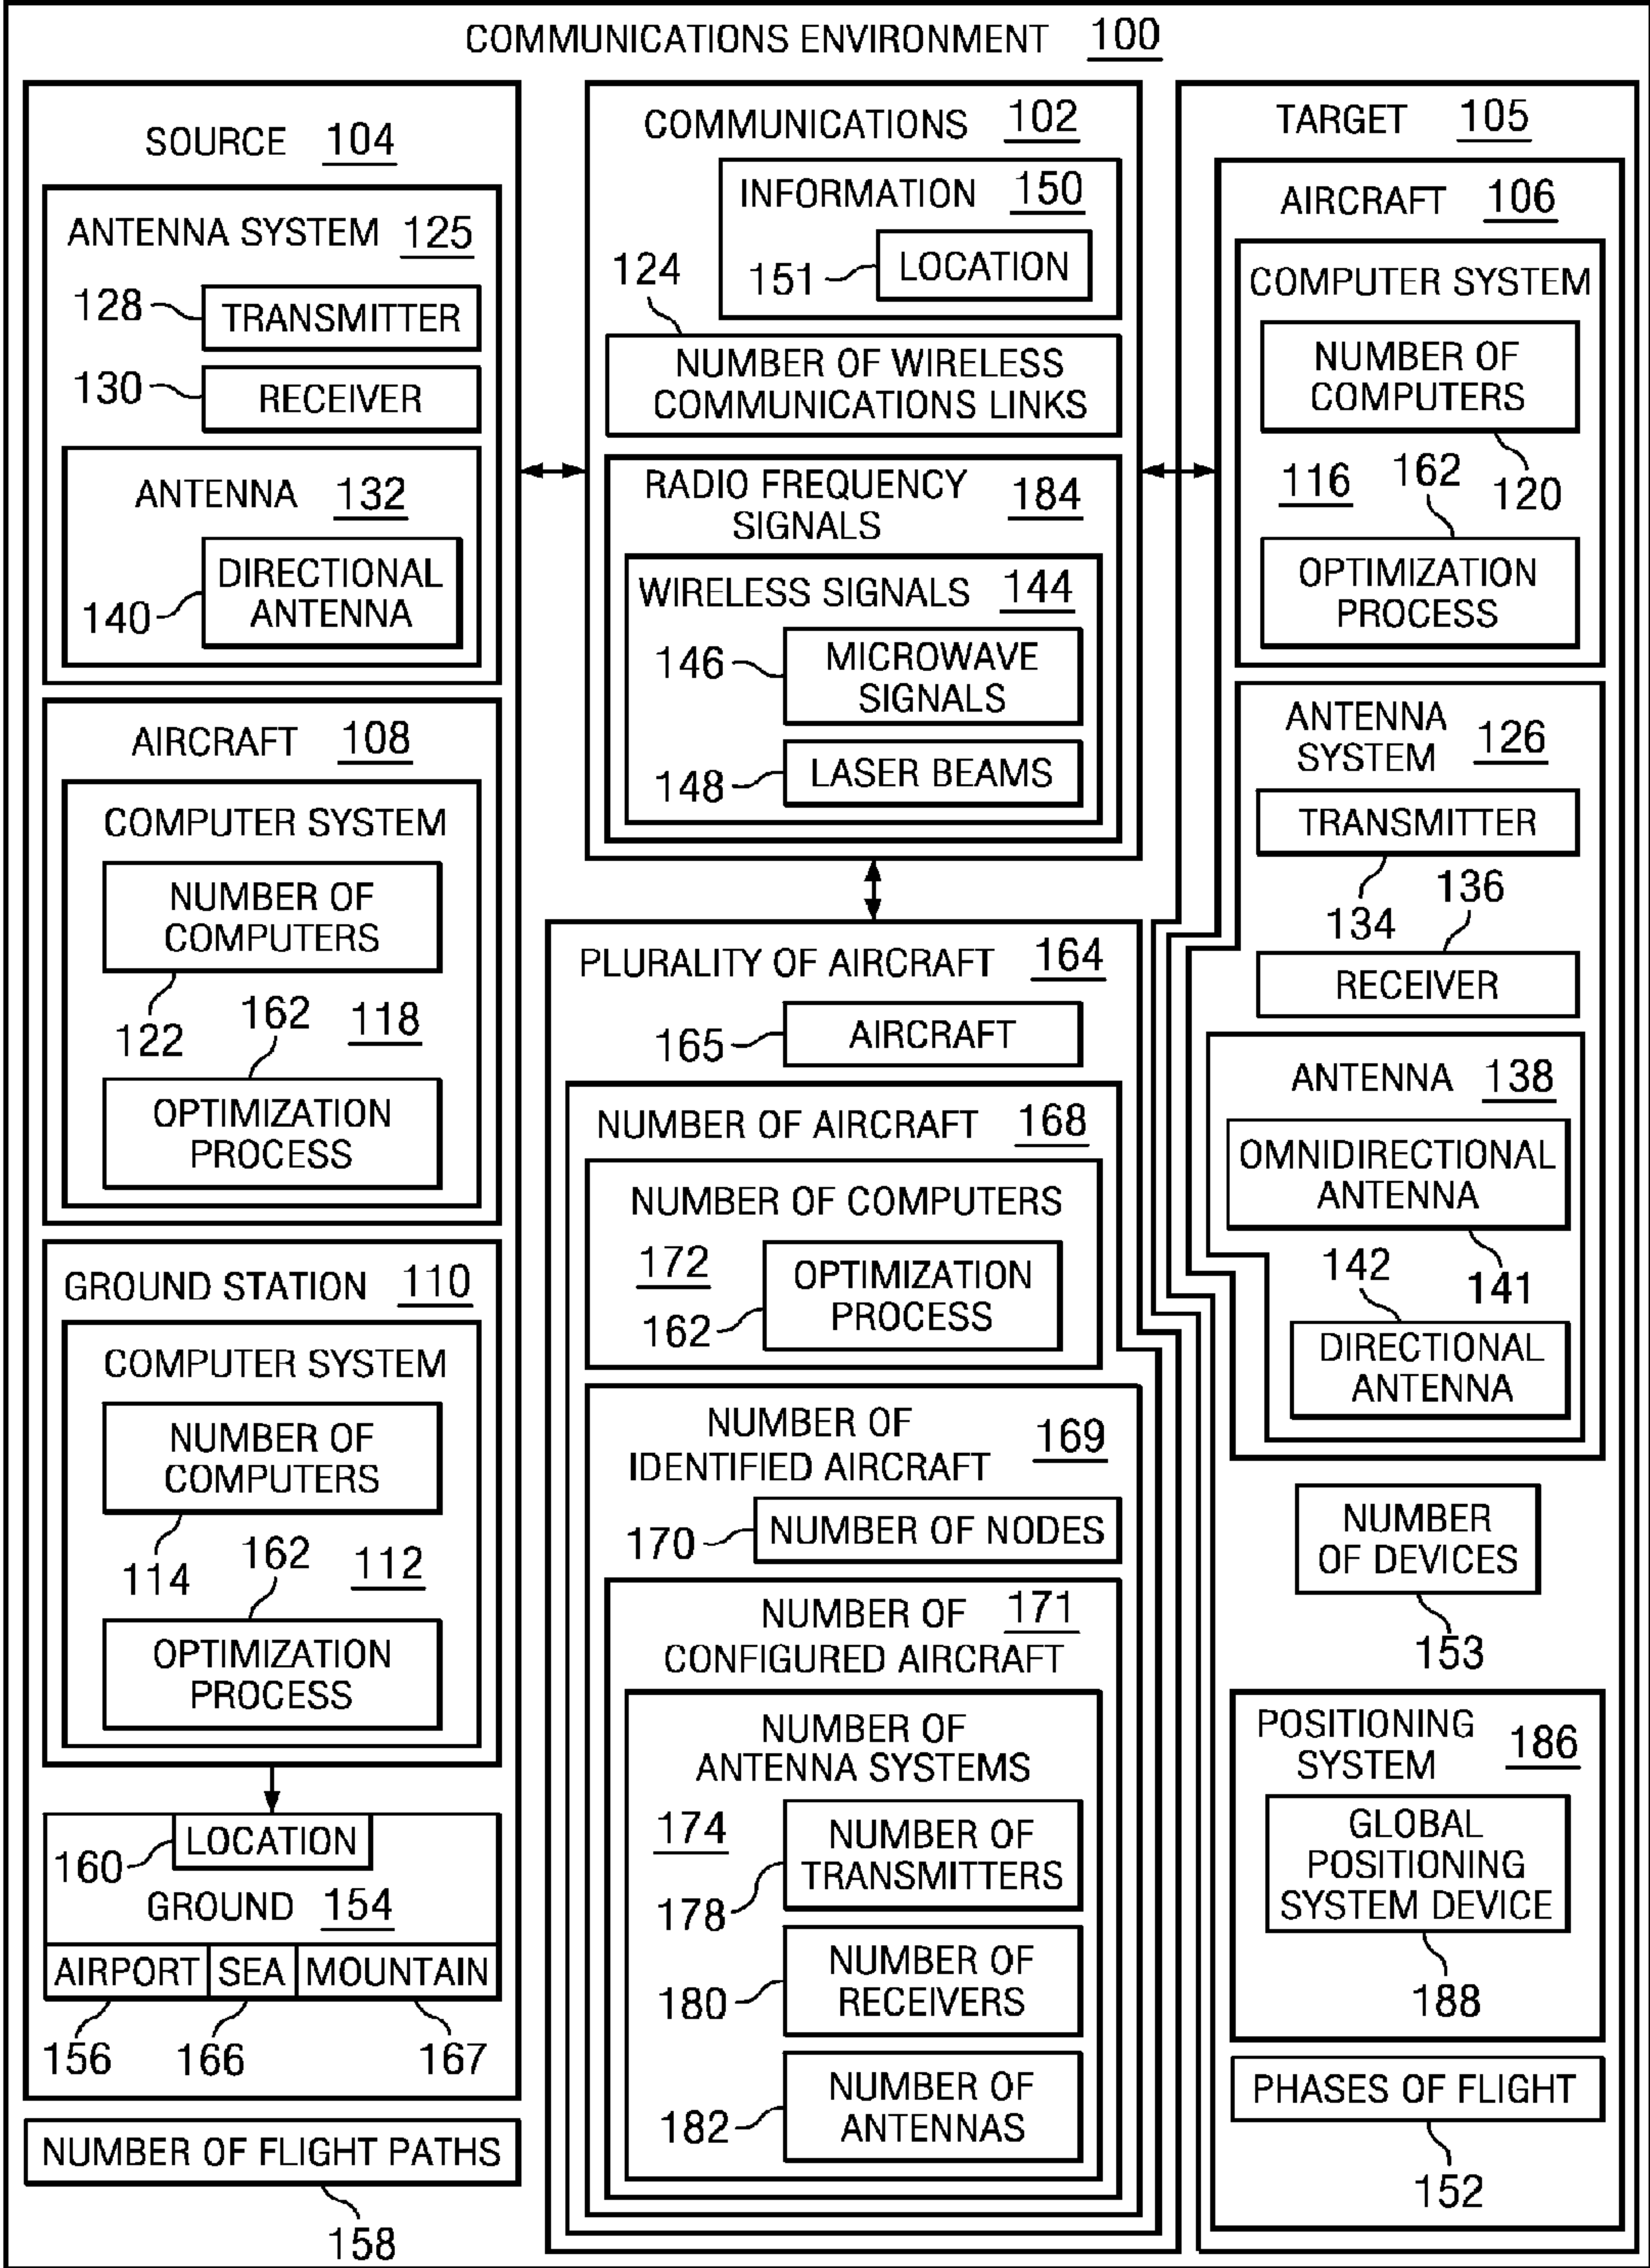 COMMUNICATIONS ENVIRONMENT 100
SOURCE 104
ANTENNA SYSTEM 125
128 TRANSMITTER
130 RECEIVER
ANTENNA 132
140 DIRECTIONAL
ANTENNA
AIRCRAFT 108
COMPUTER SYSTEM
NUMBER OF
COMPUTERS
122 162 118
OPTIMIZATION
PROCESS
GROUND STATION 110
COMPUTER SYSTEM
NUMBER OF
COMPUTERS
114 162 112
OPTIMIZATION
PROCESS
160 LOCATION
GROUND 154
AIRPORT SEA MOUNTAIN
156 166 167
NUMBER OF FLIGHT PATHS
158
COMMUNICATIONS 102
INFORMATION 150
151 LOCATION
124
NUMBER OF WIRELESS
COMMUNICATIONS LINKS
RADIO FREQUENCY
SIGNALS 184
WIRELESS SIGNALS 144
146 MICROWAVE
SIGNALS
148 LASER BEAMS
PLURALITY OF AIRCRAFT 164
165 AIRCRAFT
NUMBER OF AIRCRAFT 168
NUMBER OF COMPUTERS
172 OPTIMIZATION
162 PROCESS
NUMBER OF
IDENTIFIED AIRCRAFT 169
170 NUMBER OF NODES
NUMBER OF 171
CONFIGURED AIRCRAFT
NUMBER OF
ANTENNA SYSTEMS
174 NUMBER OF
TRANSMITTERS
178
180 NUMBER OF
RECEIVERS
182 NUMBER OF
ANTENNAS
TARGET 105
AIRCRAFT 106
COMPUTER SYSTEM
NUMBER OF
COMPUTERS
116 162 120
OPTIMIZATION
PROCESS
ANTENNA
SYSTEM 126
TRANSMITTER
134 136
RECEIVER
ANTENNA 138
OMNIDIRECTIONAL
ANTENNA
142 141
DIRECTIONAL
ANTENNA
NUMBER
OF DEVICES
153
POSITIONING
SYSTEM 186
GLOBAL
POSITIONING
SYSTEM DEVICE
188
PHASES OF FLIGHT
152